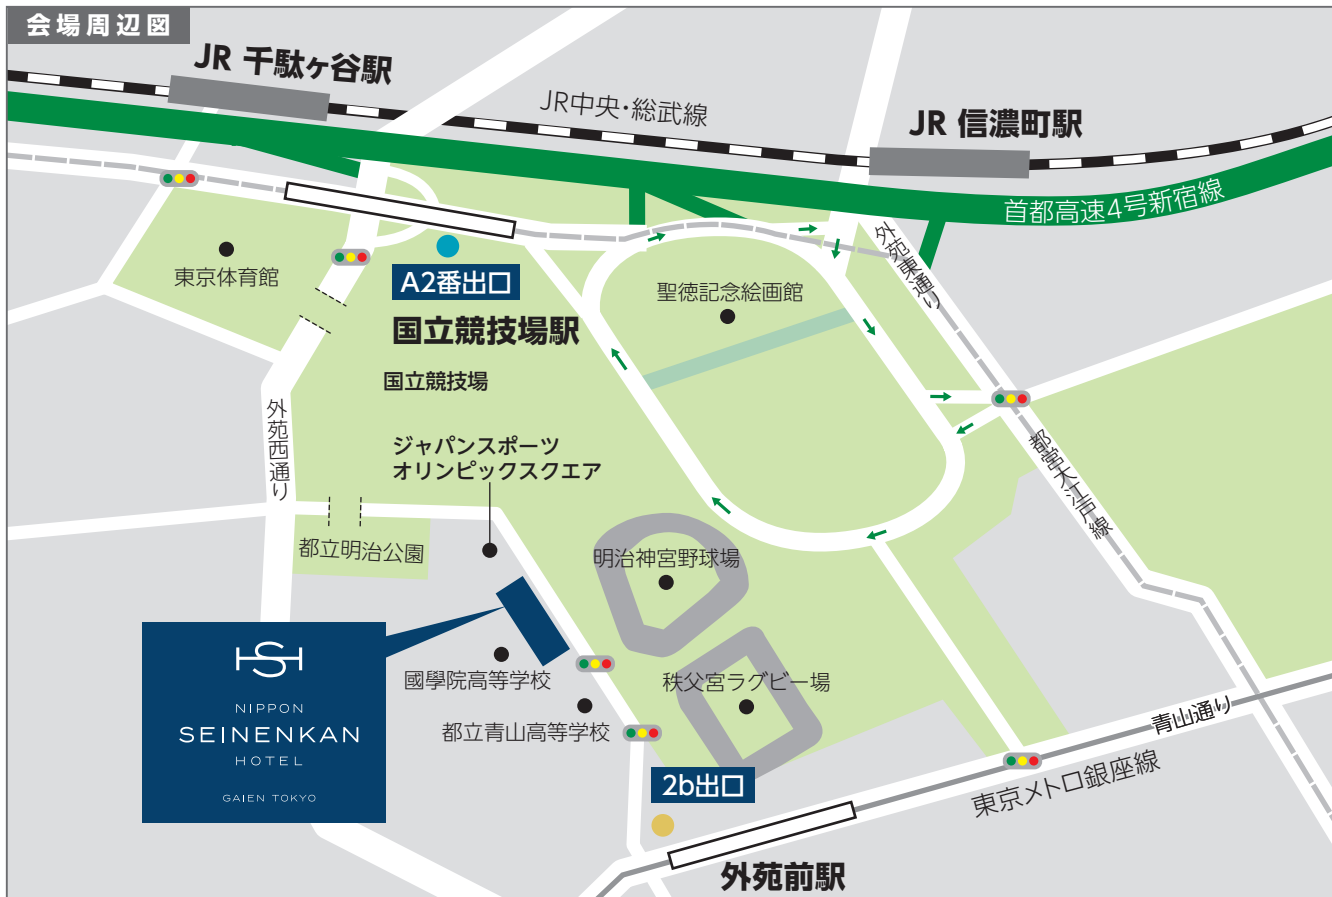 会場周辺図
JR 千駄ヶ谷駅
JR中央・総武線
JR 信濃町駅
首都高速4号新宿線
外苑東通り
東京体育館
A2番出口
国立競技場駅
聖徳記念絵画館
国立競技場
外苑西通り
ジャパンスポーツ
オリンピックスクエア
都営大江戸線
都立明治公園
明治神宮野球場
國學院高等学校
秩父宮ラグビー場
都立青山高等学校
SH
NIPPON
SEINENKAN
HOTEL
GAIEN TOKYO
青山通り
2b出口
東京メトロ銀座線
外苑前駅